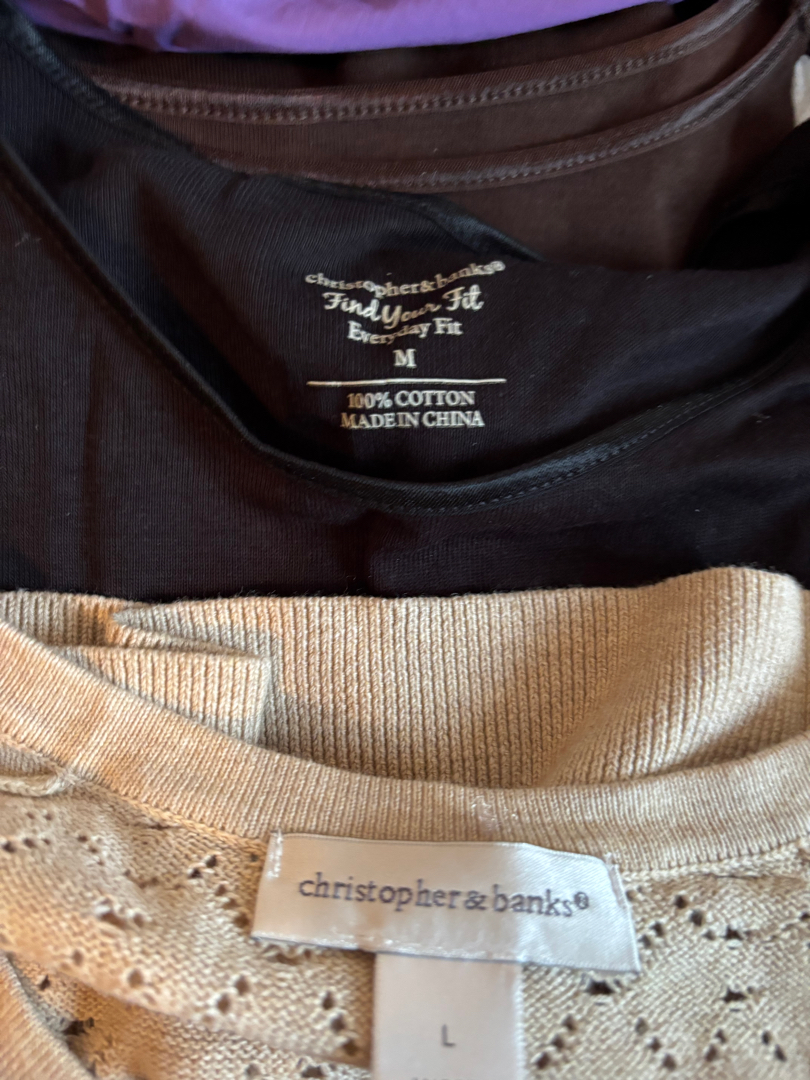 christopher&banks®
Find Your Fit
Everyday Fit
M
100% COTTON
MADE IN CHINA
christopher&banks®
L